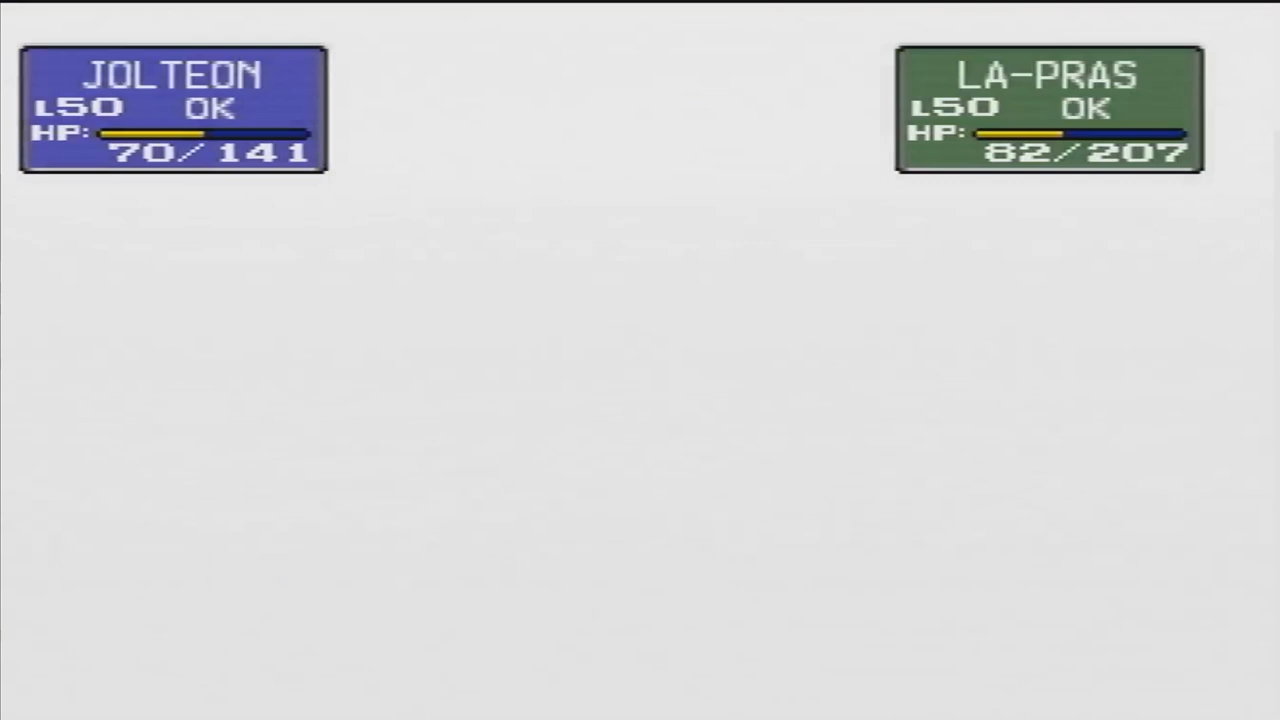 JOLTEON
L50 OK
HP:
70/141
LA-PRAS
L50 OK
HP:
82/207